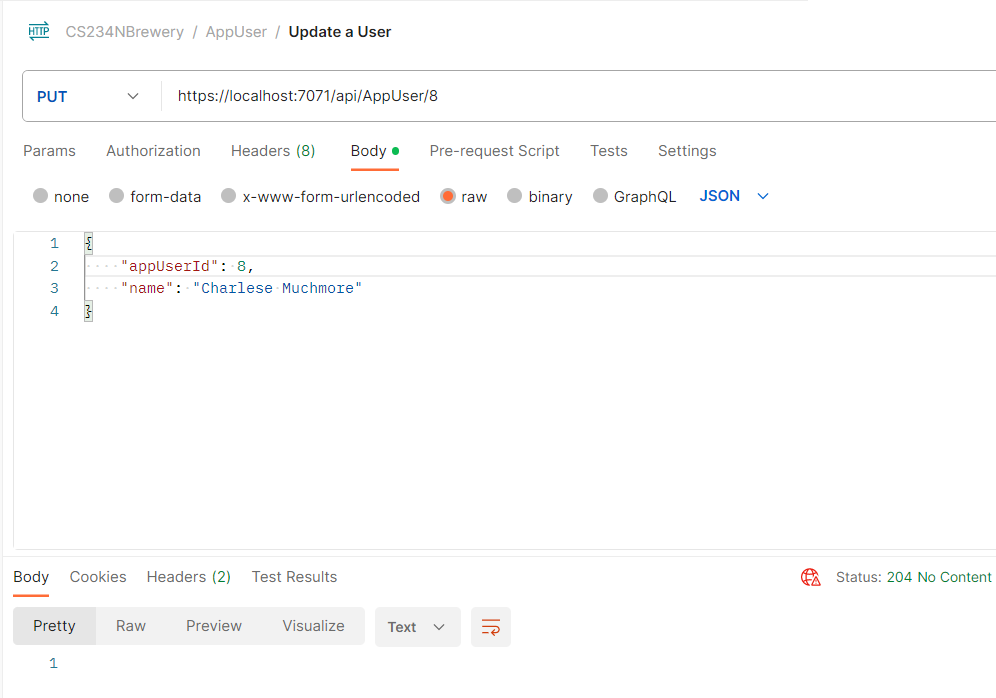 HTTP CS234NBrewery / AppUser / Update a User
PUT https://localhost:7071/api/AppUser/8
Params Authorization Headers (8) Body Pre-request Script Tests Settings
none form-data x-www-form-urlencoded raw binary GraphQL JSON
1 {
2 "appUserId": 8,
3 "name": "Charlese Muchmore"
4 }
Body Cookies Headers (2) Test Results Status: 204 No Content
Pretty Raw Preview Visualize Text
1